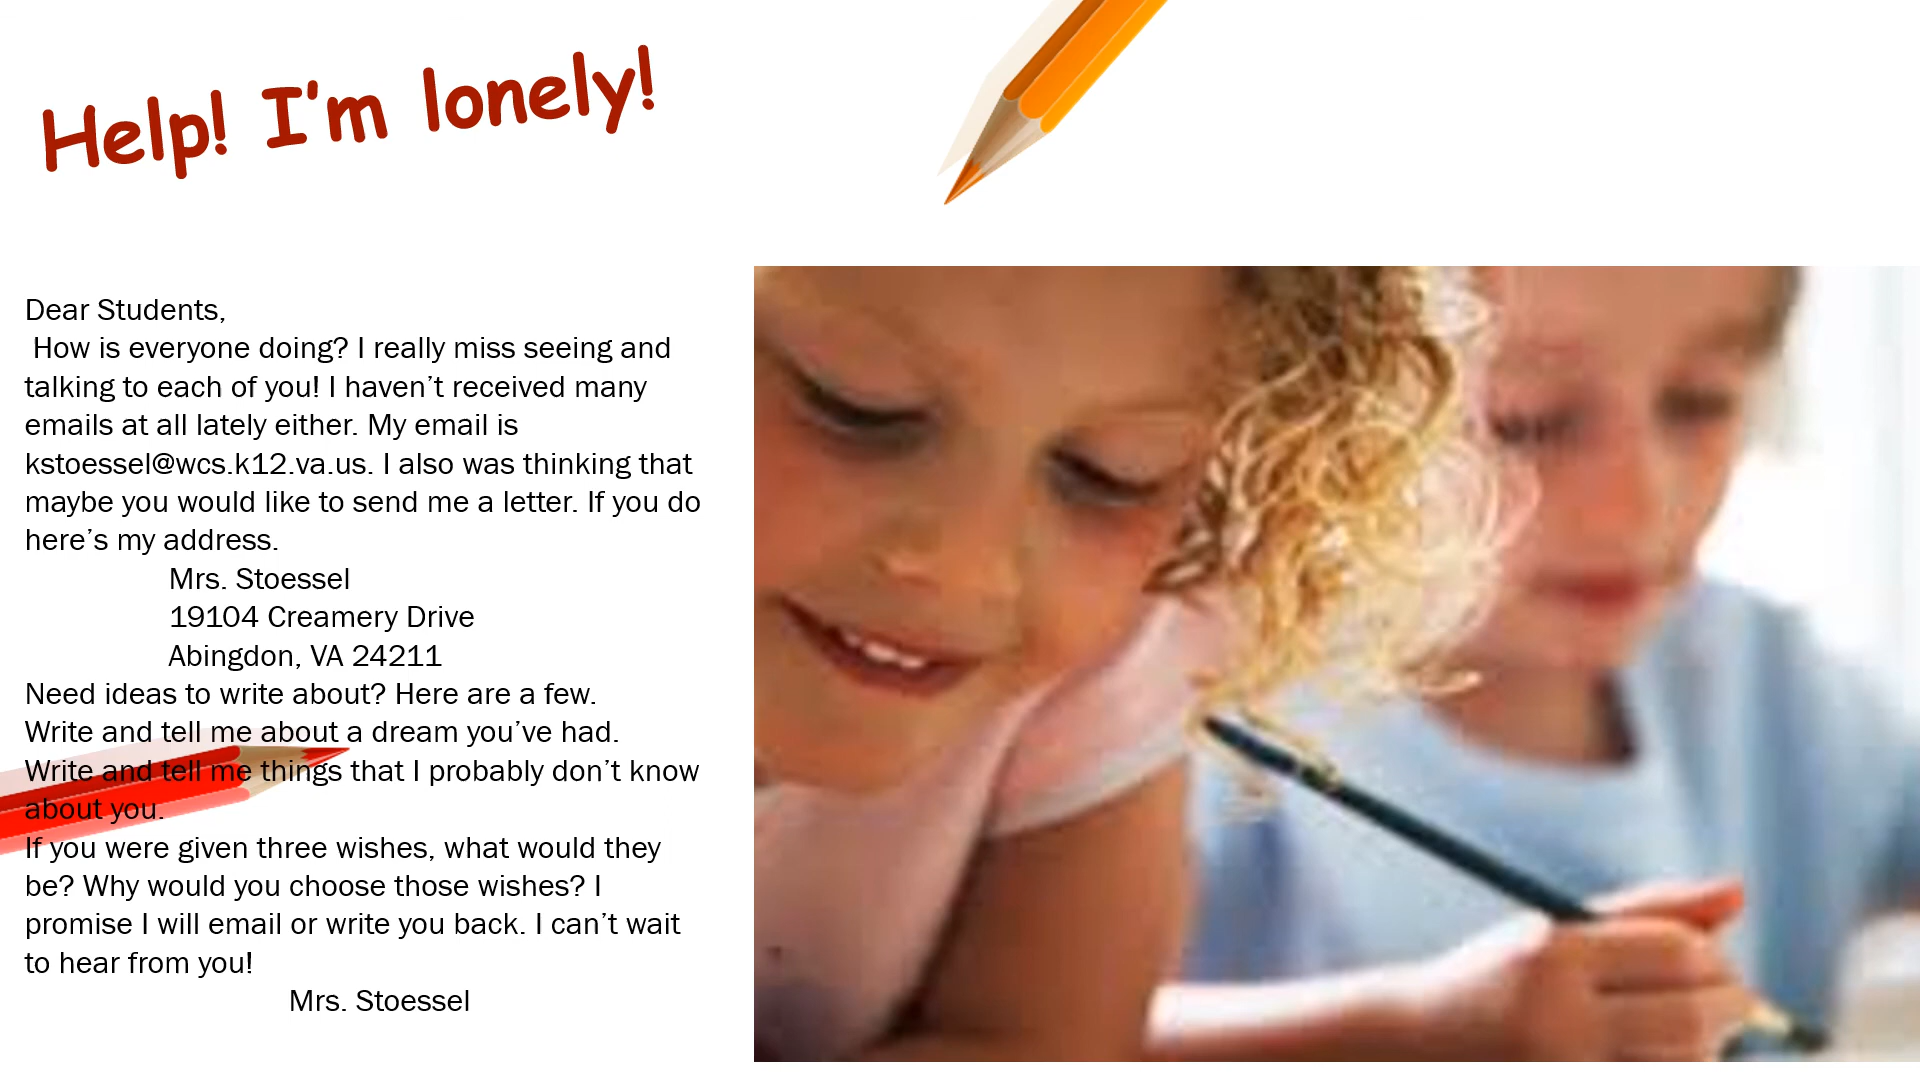 Help! I'm lonely!
Dear Students,
How is everyone doing? I really miss seeing and
talking to each of you! I haven't received many
emails at all lately either. My email is
kstoessel@wcs.k12.va.us. I also was thinking that
maybe you would like to send me a letter. If you do
here's my address.
Mrs. Stoessel
19104 Creamery Drive
Abingdon, VA 24211
Need ideas to write about? Here are a few.
Write and tell me about a dream you've had.
Write and tell me things that I probably don't know
about you.
If you were given three wishes, what would they
be? Why would you choose those wishes? I
promise I will email or write you back. I can't wait
to hear from you!
Mrs. Stoessel